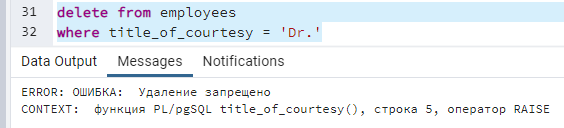 31 delete from employees
32 where title_of_courtesy = 'Dr.'
Data Output Messages Notifications
ERROR: ОШИБКА: Удаление запрещено
CONTEXT: функция PL/pgSQL title_of_courtesy(), строка 5, оператор RAISE